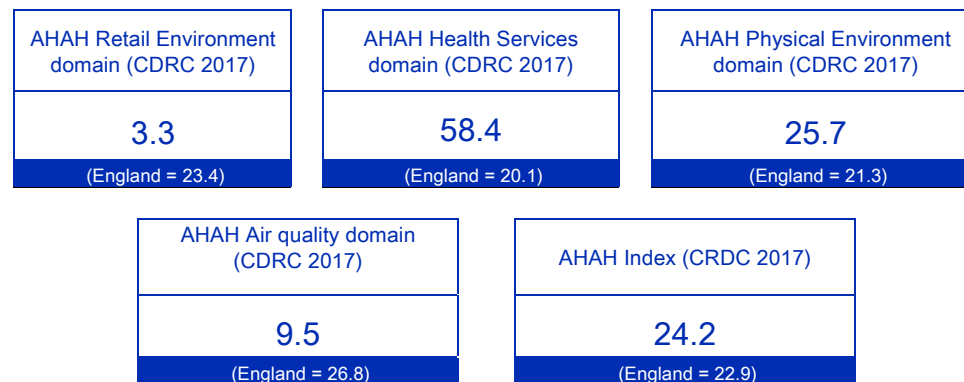 AHAH Retail Environment
domain (CDRC 2017)
3.3
(England = 23.4)
AHAH Health Services
domain (CDRC 2017)
58.4
(England = 20.1)
AHAH Physical Environment
domain (CDRC 2017)
25.7
(England = 21.3)
AHAH Air quality domain
(CDRC 2017)
9.5
(England = 26.8)
AHAH Index (CRDC 2017)
24.2
(England = 22.9)